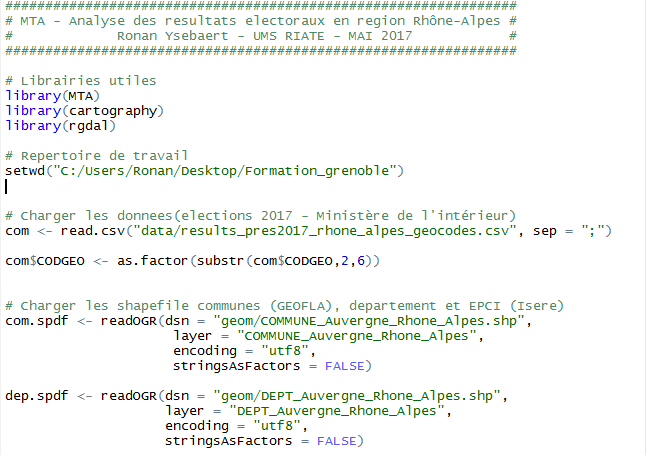 ####################################################################
# MTA - Analyse des resultats electoraux en region Rhône-Alpes #
# Ronan Ysebaert - UMS RIATE - MAI 2017 #
####################################################################
# Librairies utiles
library(MTA)
library(cartography)
library(rgdal)
# Repertoire de travail
setwd("C:/Users/Ronan/Desktop/Formation_grenoble")
# Charger les donnees(elections 2017 - Ministère de l'intérieur)
com <- read.csv("data/results_pres2017_rhone_alpes_geocodes.csv", sep = ";")
com$CODGEO <- as.factor(substr(com$CODGEO,2,6))
# Charger les shapefile communes (GEOFLA), departement et EPCI (Isere)
com.spdf <- readOGR(dsn = "geom/COMMUNE_Auvergne_Rhone_Alpes.shp",
layer = "COMMUNE_Auvergne_Rhone_Alpes",
encoding = "utf8",
stringsAsFactors = FALSE)
dep.spdf <- readOGR(dsn = "geom/DEPT_Auvergne_Rhone_Alpes.shp",
layer = "DEPT_Auvergne_Rhone_Alpes",
encoding = "utf8",
stringsAsFactors = FALSE)